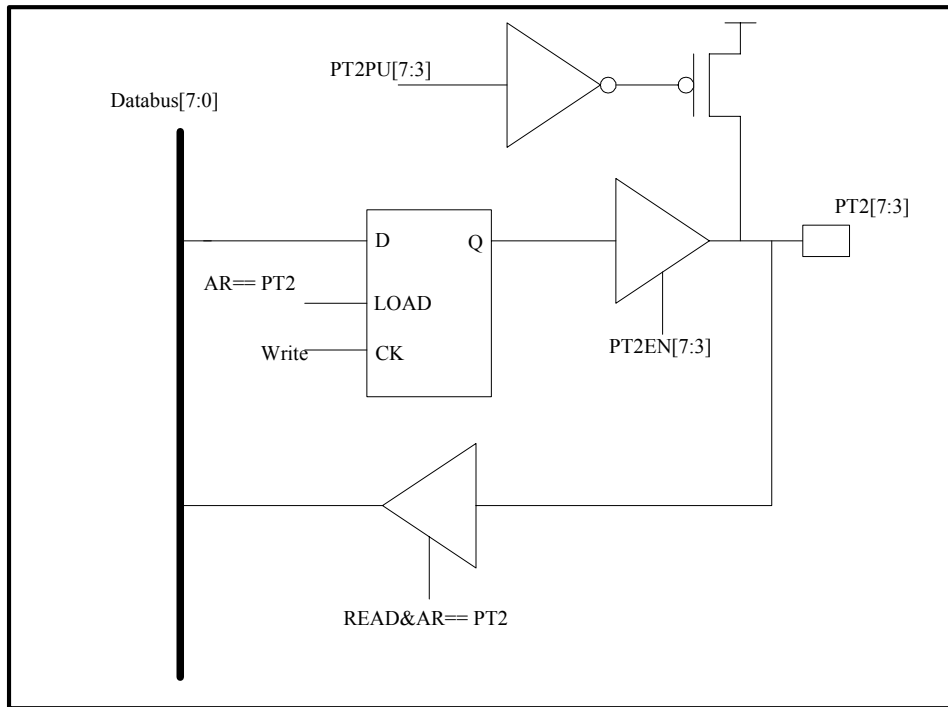 PT2PU[7:3]
Databus[7:0]
PT2[7:3]
D
Q
AR== PT2
LOAD
PT2EN[7:3]
Write
CK
READ&AR== PT2